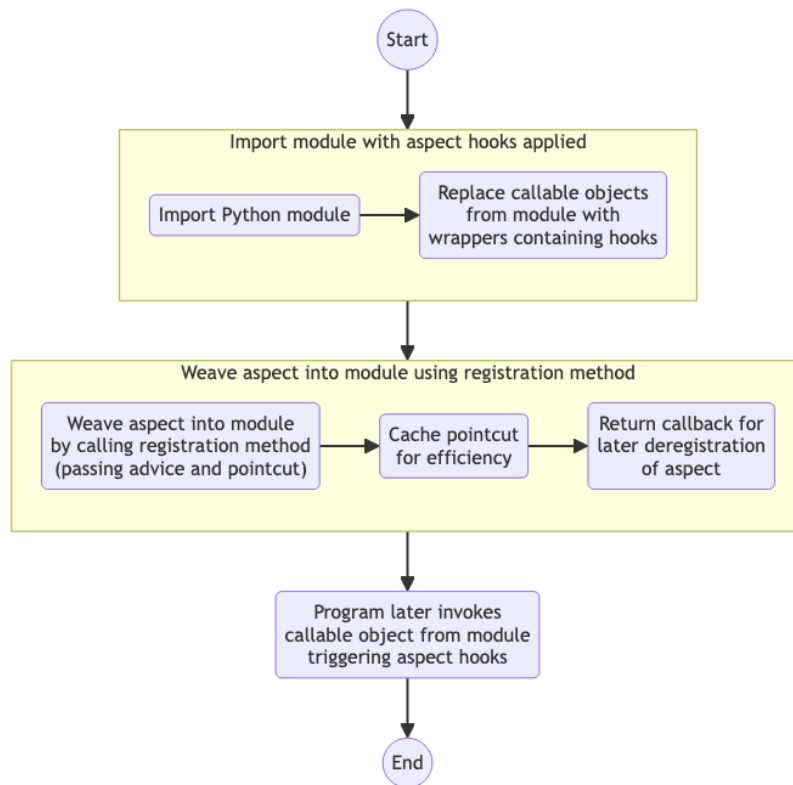 Start
Import module with aspect hooks applied
Import Python module
Replace callable objects
from module with
wrappers containing hooks
Weave aspect into module using registration method
Weave aspect into module
by calling registration method
(passing advice and pointcut)
Cache pointcut
for efficiency
Return callback for
later deregistration
of aspect
Program later invokes
callable object from module
triggering aspect hooks
End